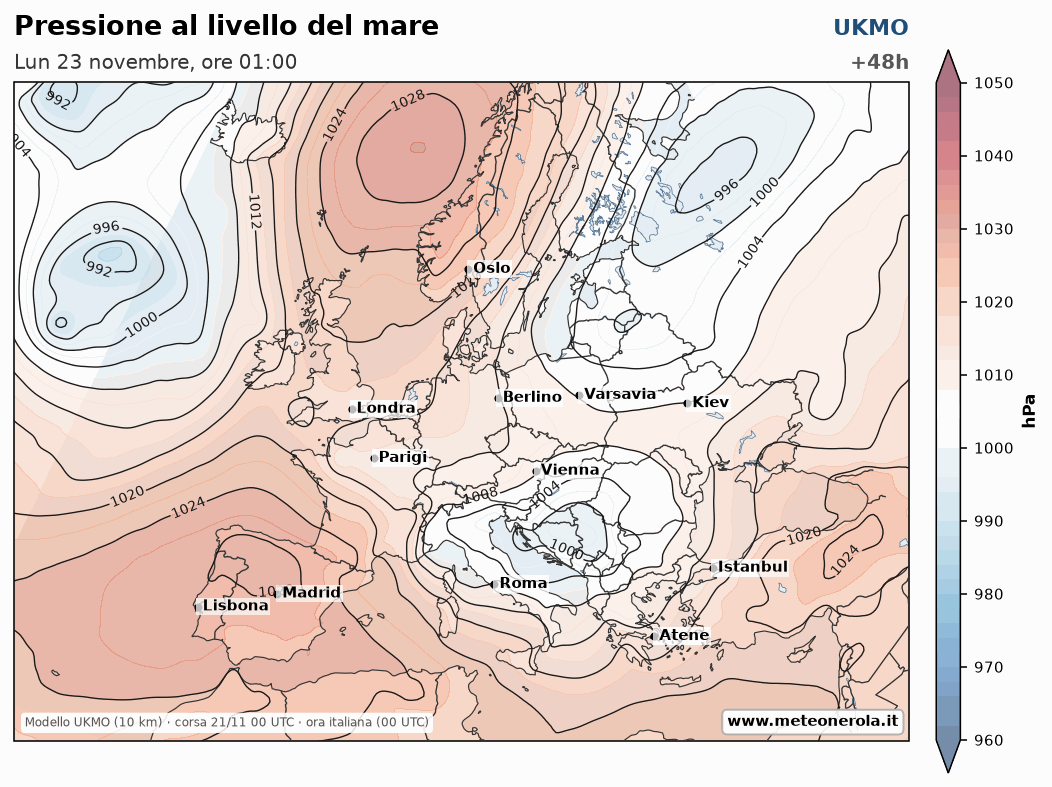 Pressione al livello del mare
UKMO
Lun 23 novembre, ore 01:00
+48h
992
1028
1024
1012
996
992
1000
996
1000
1004
Oslo
Londra
Berlino
Varsavia
Kiev
Parigi
Vienna
1020
1024
1008
1004
1000
1020
1024
Istanbul
Roma
Madrid
Lisbona
Atene
Modello UKMO (10 km) · corsa 21/11 00 UTC · ora italiana (00 UTC)
www.meteonerola.it
1050
1040
1030
1020
1010
1000
990
980
970
960
hPa